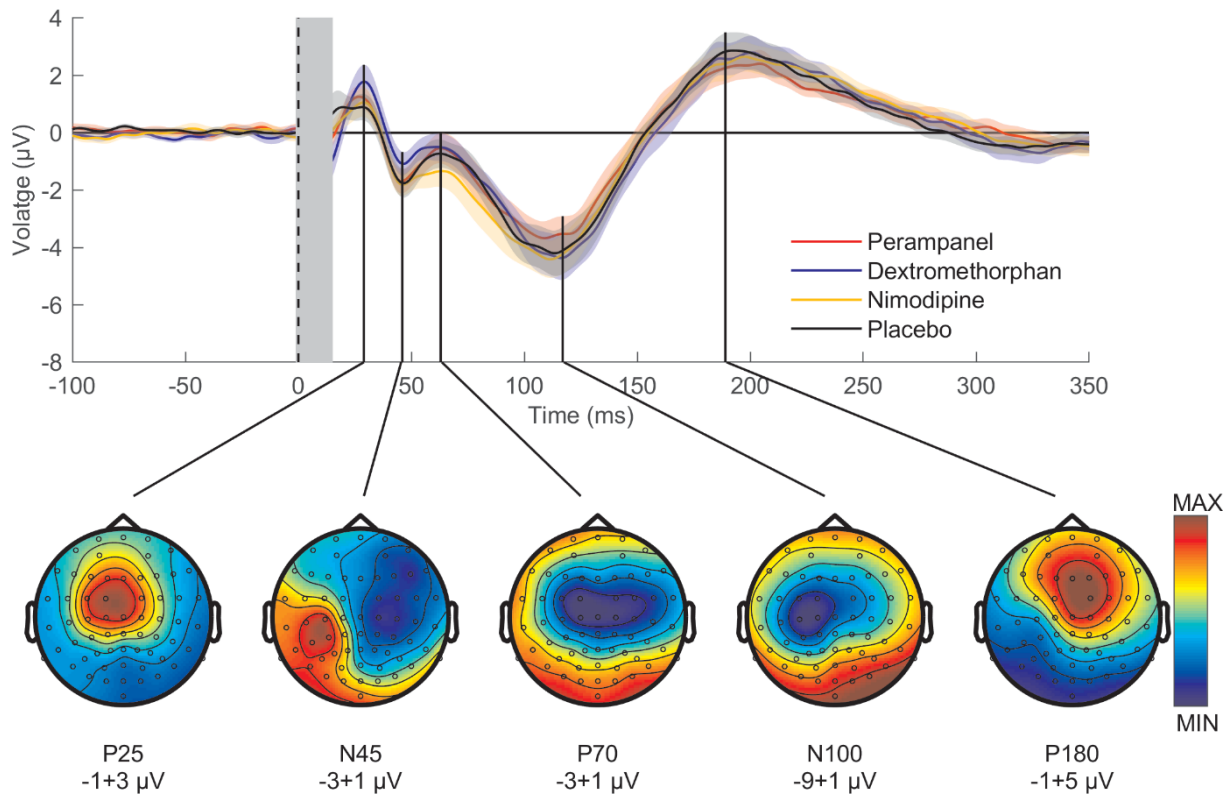 4
2
0
-2
-4
-6
-8
Volatge (µV)
-100
-50
0
50
100
150
200
250
300
350
Time (ms)
Perampanel
Dextromethorphan
Nimodipine
Placebo
MAX
MIN
P25
-1+3 µV
N45
-3+1 µV
P70
-3+1 µV
N100
-9+1 µV
P180
-1+5 µV